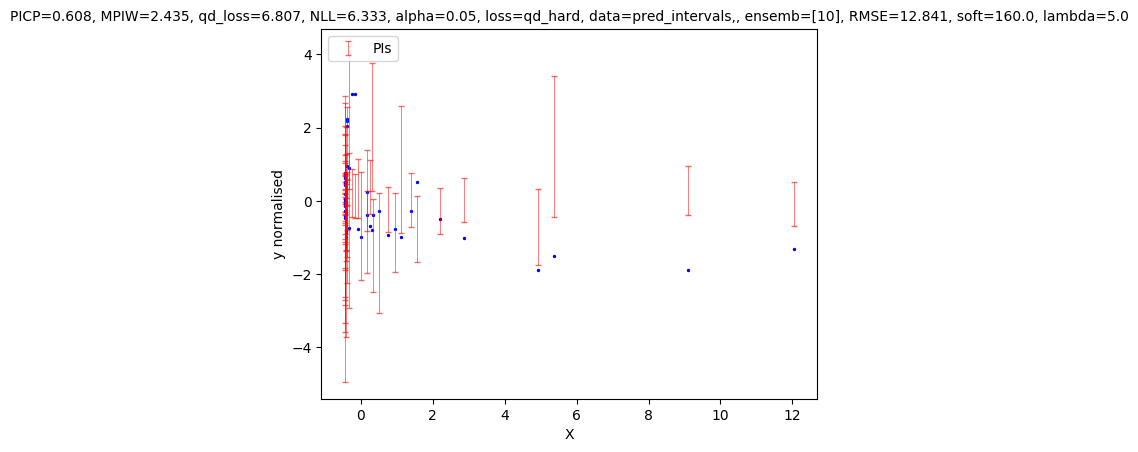 PICP=0.608, MPIW=2.435, qd_loss=6.807, NLL=6.333, alpha=0.05, loss=qd_hard, data=pred_intervals,, ensemb=[10], RMSE=12.841, soft=160.0, lambda=5.0
PIs
4
2
0
−2
−4
y normalised
0 2 4 6 8 10 12
X